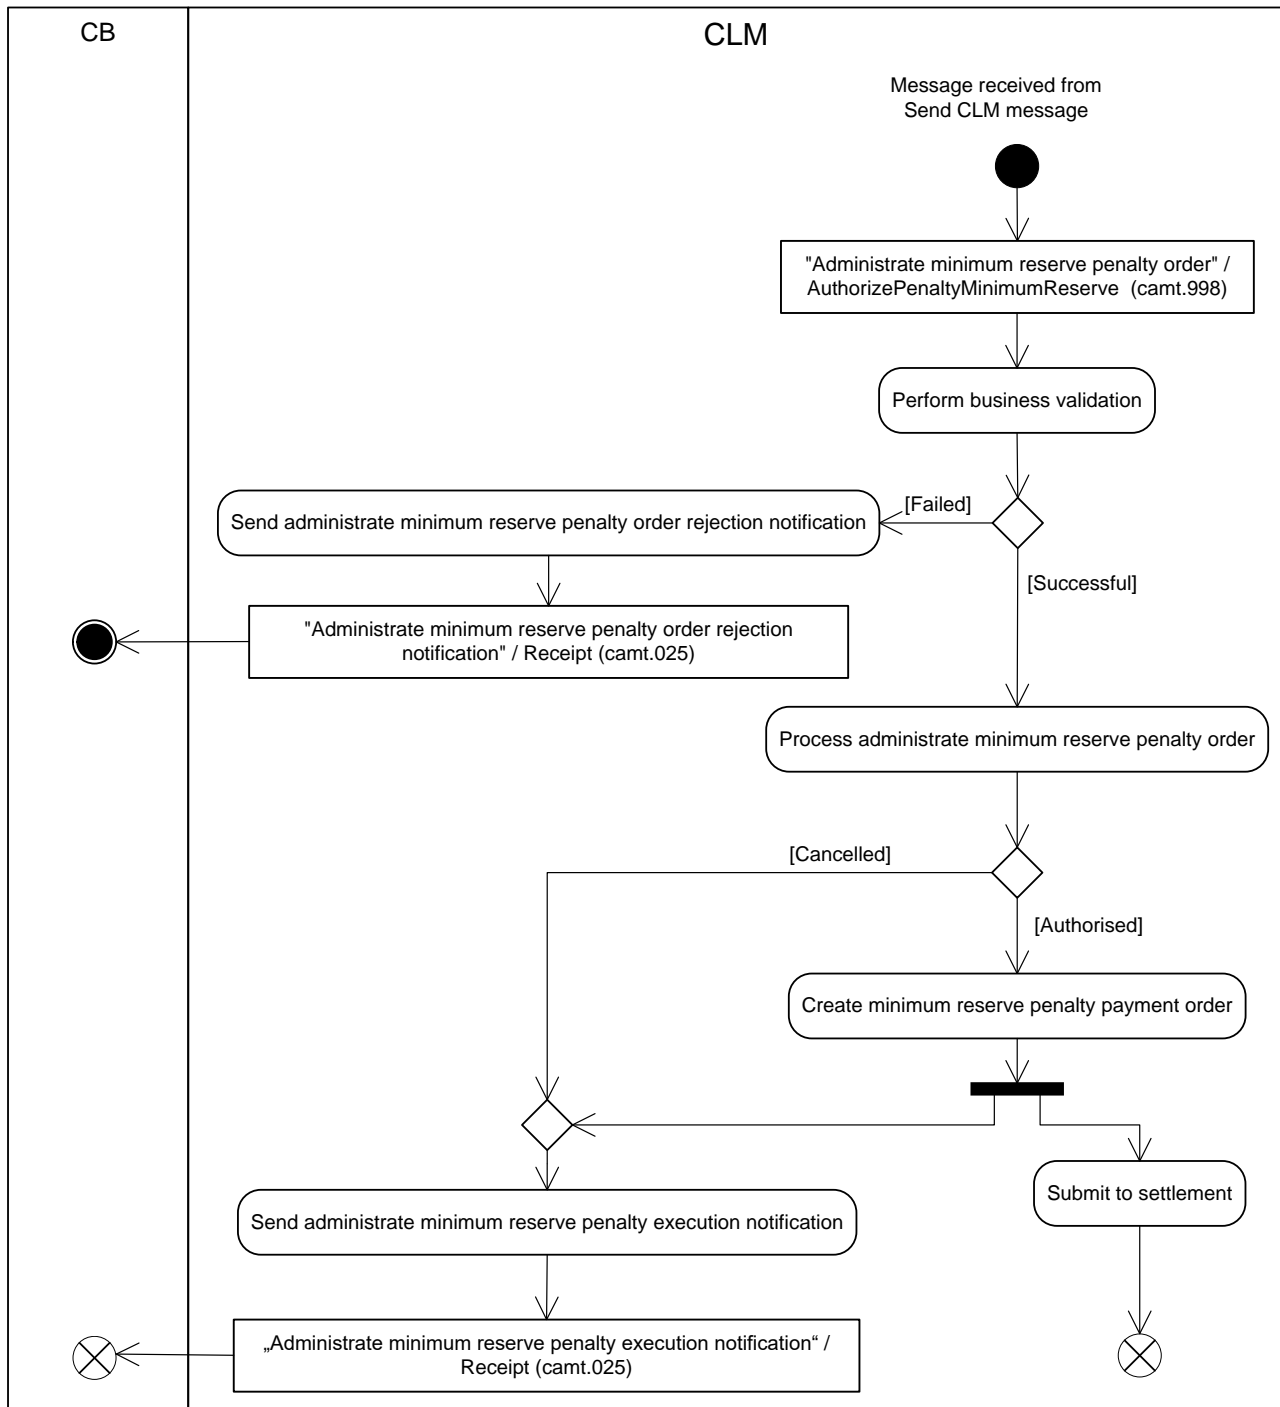 CB
CLM
Message received from
Send CLM message
"Administrate minimum reserve penalty order" /
AuthorizePenaltyMinimumReserve (camt.998)
Perform business validation
[Failed]
Send administrate minimum reserve penalty order rejection notification
[Successful]
"Administrate minimum reserve penalty order rejection
notification" / Receipt (camt.025)
Process administrate minimum reserve penalty order
[Cancelled]
[Authorised]
Create minimum reserve penalty payment order
Submit to settlement
Send administrate minimum reserve penalty execution notification
„Administrate minimum reserve penalty execution notification“ /
Receipt (camt.025)